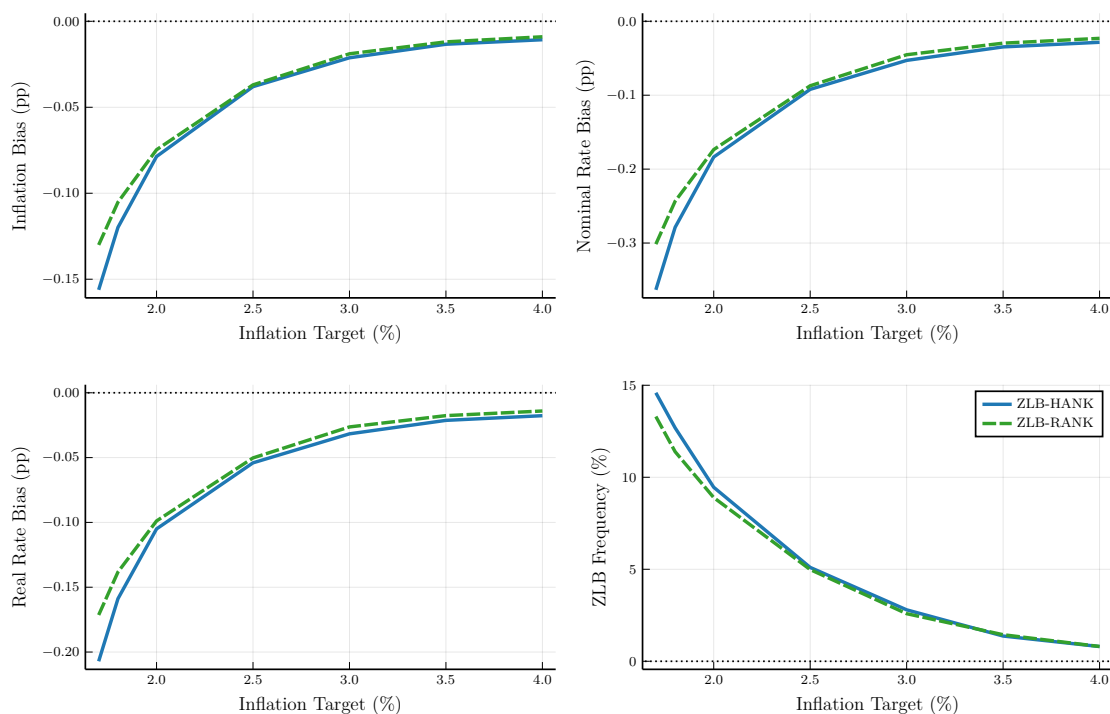 0.00
−0.05
−0.10
−0.15
Inflation Bias (pp)
2.0 2.5 3.0 3.5 4.0
Inflation Target (%)
0.0
−0.1
−0.2
−0.3
Nominal Rate Bias (pp)
2.0 2.5 3.0 3.5 4.0
Inflation Target (%)
0.00
−0.05
−0.10
−0.15
−0.20
Real Rate Bias (pp)
2.0 2.5 3.0 3.5 4.0
Inflation Target (%)
15
10
5
0
ZLB Frequency (%)
ZLB-HANK
ZLB-RANK
2.0 2.5 3.0 3.5 4.0
Inflation Target (%)